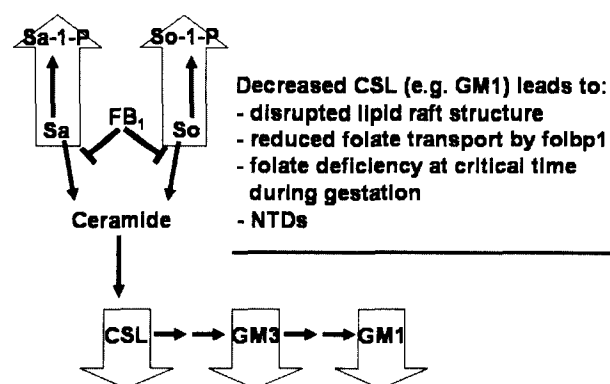 Sa-1-P So-1-P
Decreased CSL (e.g. GM1) leads to:
- disrupted lipid raft structure
Sa FB₁ So
- reduced folate transport by folbp1
- folate deficiency at critical time
during gestation
- NTDs
Ceramide
CSL GM3 GM1